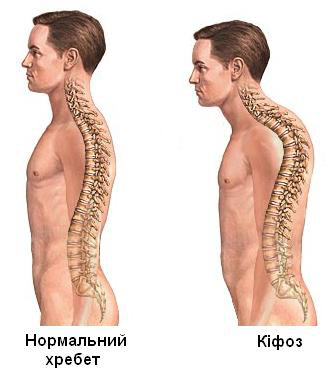 Нормальний
хребет
Кіфоз